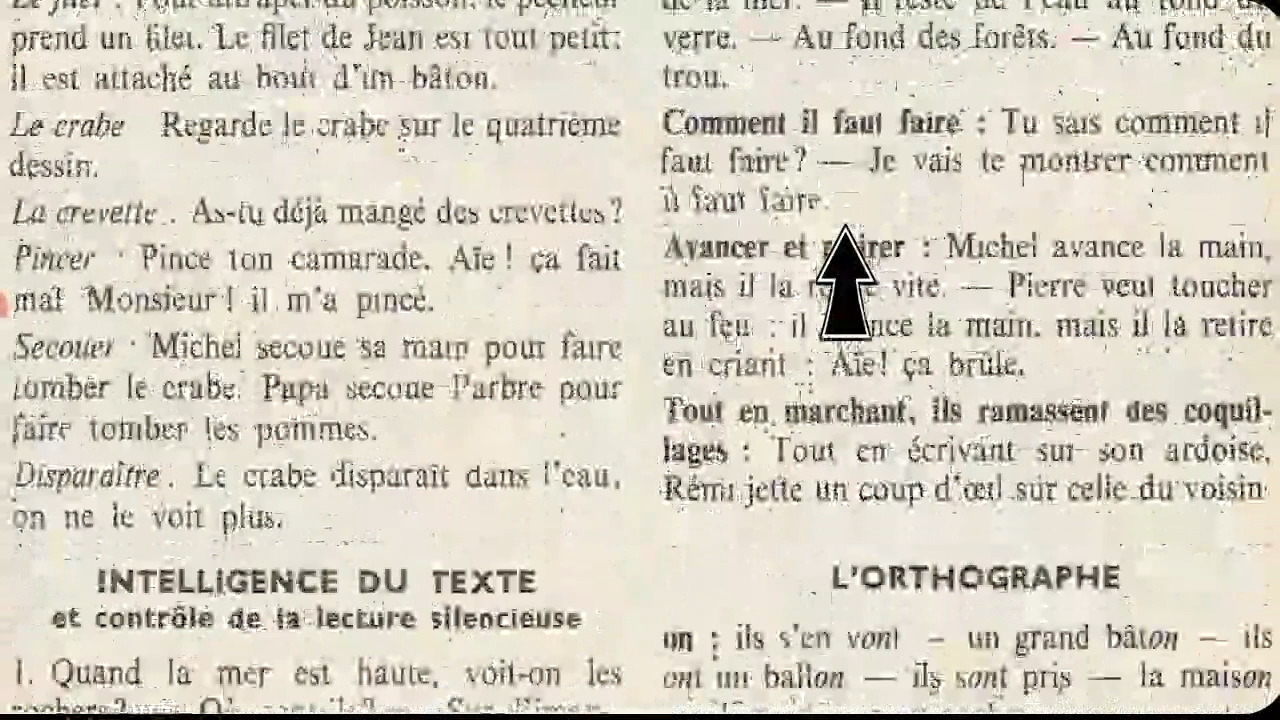 prend un filet. Le filet de Jean est tout petit:
il est attaché au bout d'un bâton.
Le crabe Regarde le crabe sur le quatrième
dessin.
La crevette. As-tu déjà mangé des crevettes?
Pincer : Pince ton camarade. Aïe! ça fait
mal Monsieur! il m'a pincé.
Secouer : Michel secoue sa main pour faire
tomber le crabe. Papa secoue l'arbre pour
faire tomber les pommes.
Disparaître. Le crabe disparaît dans l'eau,
on ne le voit plus.
INTELLIGENCE DU TEXTE
et contrôle de la lecture silencieuse
1. Quand la mer est haute, voit-on les
verre. — Au fond des forêts. — Au fond du
trou.
Comment il faut faire : Tu sais comment il
faut faire? — Je vais te montrer comment
il faut faire.
Avancer et : Michel avance la main,
mais il la vite. — Pierre veut toucher
au feu : il la main. mais il la retire
en criant : Aïe! ça brûle.
Tout en marchant, ils ramassent des coquil-
lages : Tout en écrivant sur son ardoise,
Rémi jette un coup d'œil sur celle du voisin
L'ORTHOGRAPHE
on : ils s'en vont – un grand bâton — ils
ont un ballon — ils sont pris — la maison